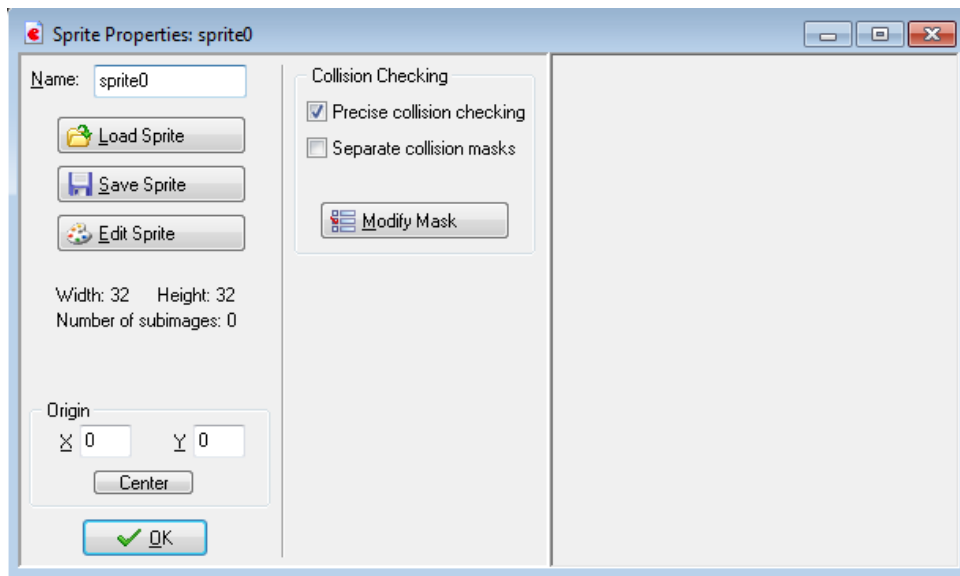 Sprite Properties: sprite0
Name: sprite0
Load Sprite
Save Sprite
Edit Sprite
Width: 32 Height: 32
Number of subimages: 0
Origin
X 0 Y 0
Center
OK
Collision Checking
Precise collision checking
Separate collision masks
Modify Mask